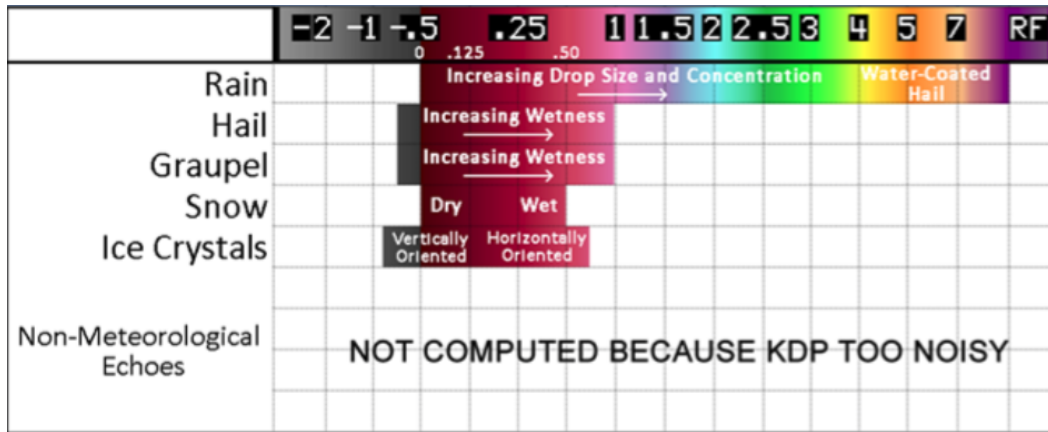 -2 -1 -.5 .25 1 1.5 2 2.5 3 4 5 7 RF
0 .125 .50
Rain
Increasing Drop Size and Concentration
Water-Coated
Hail
Hail
Increasing Wetness
Graupel
Increasing Wetness
Snow
Dry Wet
Ice Crystals
Vertically
Oriented
Horizontally
Oriented
Non-Meteorological
Echoes
NOT COMPUTED BECAUSE KDP TOO NOISY